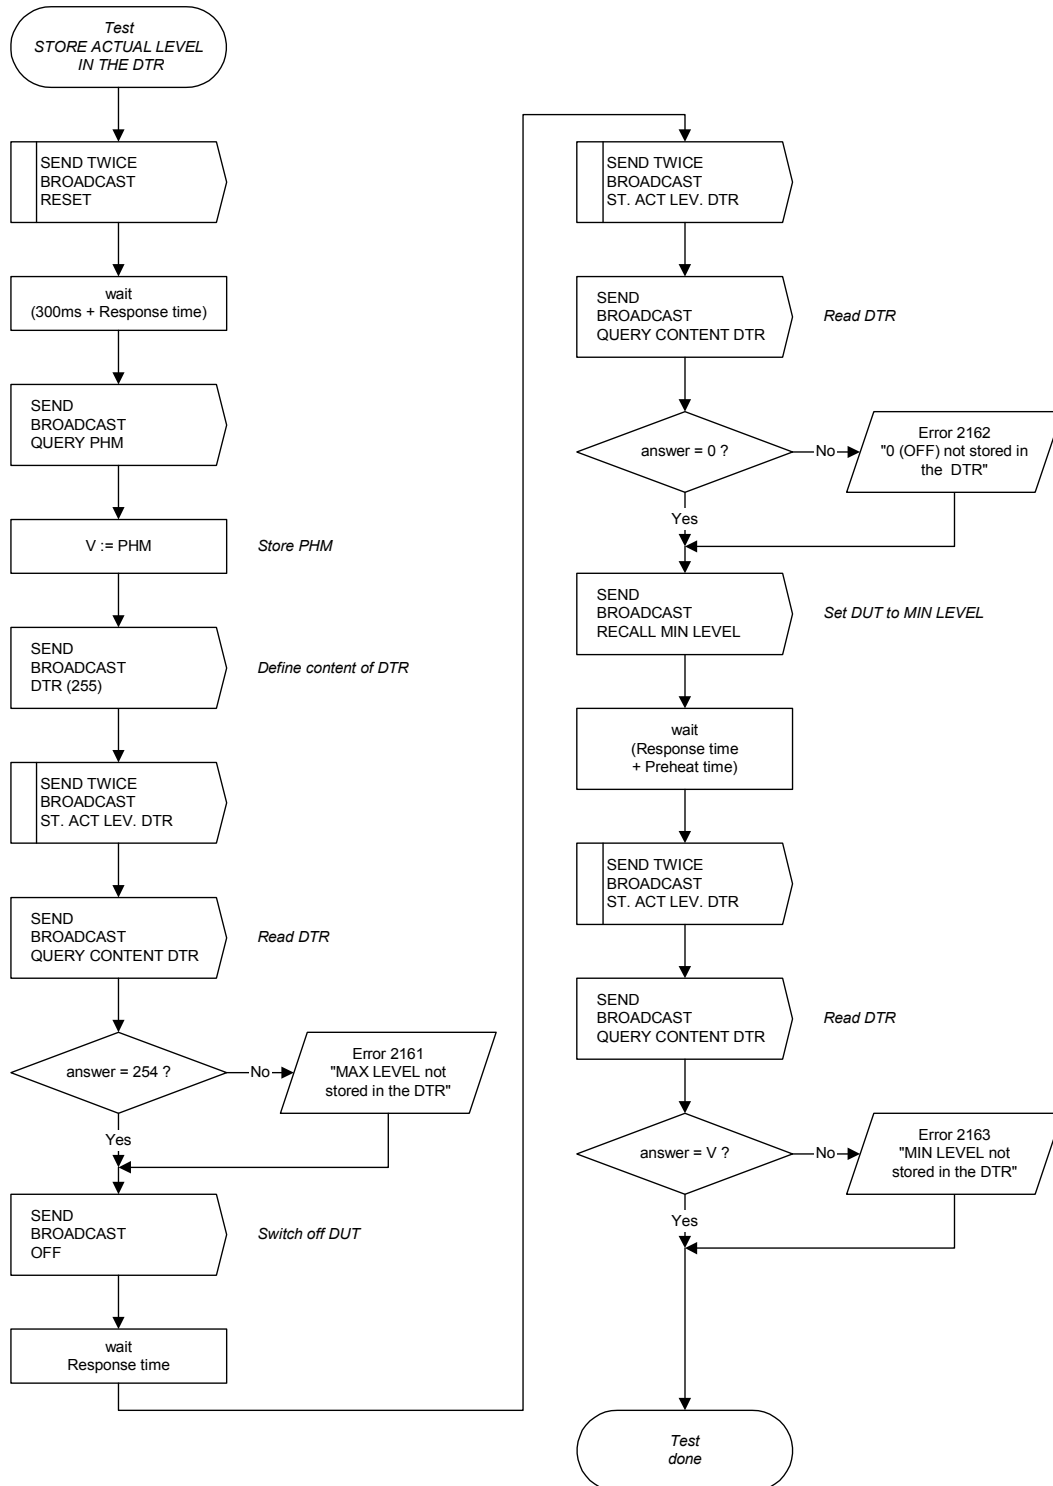 Test
STORE ACTUAL LEVEL
IN THE DTR
SEND TWICE
BROADCAST
RESET
wait
(300ms + Response time)
SEND
BROADCAST
QUERY PHM
V := PHM
Store PHM
SEND
BROADCAST
DTR (255)
Define content of DTR
SEND TWICE
BROADCAST
ST. ACT LEV. DTR
SEND
BROADCAST
QUERY CONTENT DTR
Read DTR
answer = 254 ?
No
Error 2161
"MAX LEVEL not
stored in the DTR"
Yes
SEND
BROADCAST
OFF
Switch off DUT
wait
Response time
SEND TWICE
BROADCAST
ST. ACT LEV. DTR
SEND
BROADCAST
QUERY CONTENT DTR
Read DTR
answer = 0 ?
No
Error 2162
"0 (OFF) not stored in
the DTR"
Yes
SEND
BROADCAST
RECALL MIN LEVEL
Set DUT to MIN LEVEL
wait
(Response time
+ Preheat time)
SEND TWICE
BROADCAST
ST. ACT LEV. DTR
SEND
BROADCAST
QUERY CONTENT DTR
Read DTR
answer = V ?
No
Error 2163
"MIN LEVEL not
stored in the DTR"
Yes
Test
done